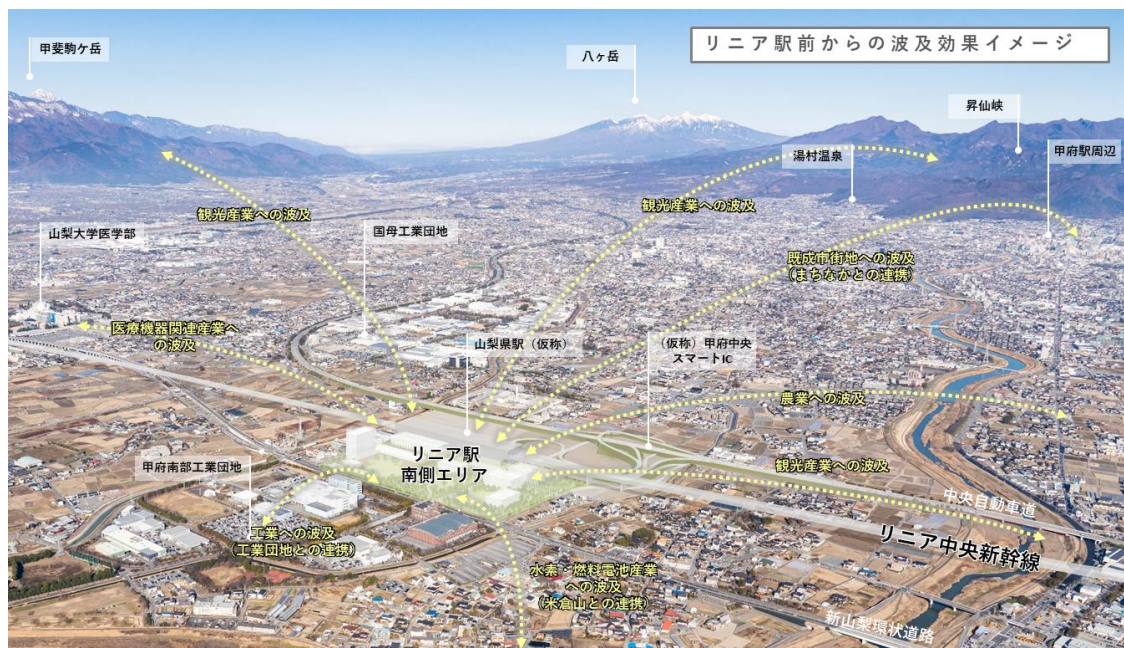 リニア駅前からの波及効果イメージ
甲斐駒ケ岳
八ヶ岳
昇仙峡
湯村温泉
甲府駅周辺
観光産業への波及
観光産業への波及
山梨大学医学部
国母工業団地
既成市街地への波及
(まちなかとの連携)
医療機器関連産業へ
の波及
山梨県駅（仮称）
（仮称）甲府中央
スマートIC
農業への波及
リニア駅
南側エリア
甲府南部工業団地
観光産業への波及
中央自動車道
リニア中央新幹線
工業への波及
(工業団地との連携)
水素・燃料電池産業
への波及
(米倉山との連携)
新山梨環状道路